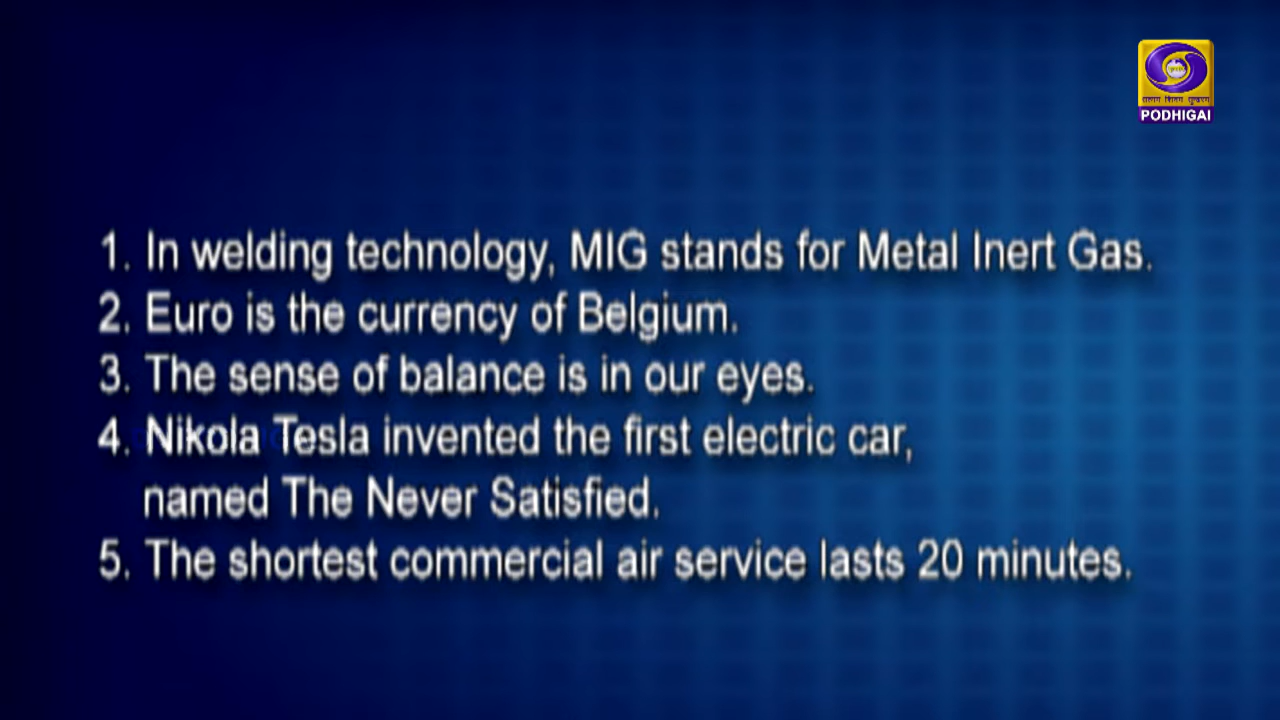 PODHIGAI
1. In welding technology, MIG stands for Metal Inert Gas.
2. Euro is the currency of Belgium.
3. The sense of balance is in our eyes.
4. Nikola Tesla invented the first electric car,
named The Never Satisfied.
5. The shortest commercial air service lasts 20 minutes.